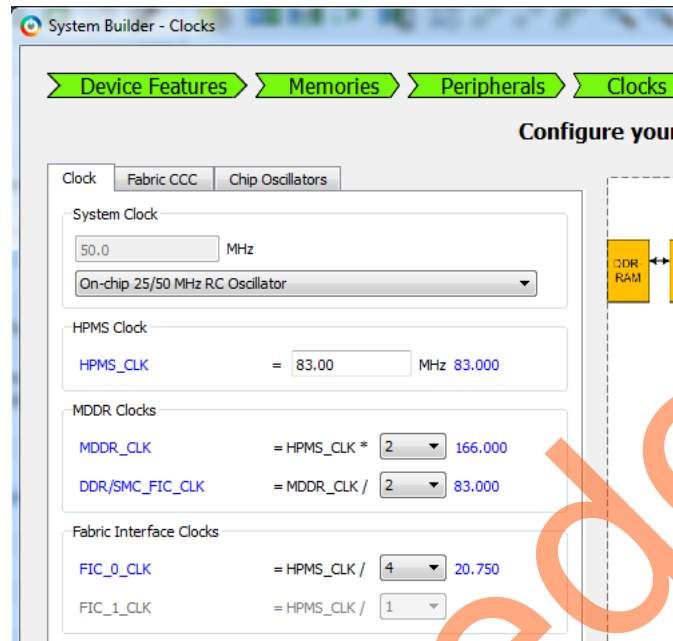 System Builder - Clocks
Device Features Memories Peripherals Clocks
Configure your
Clock Fabric CCC Chip Oscillators
System Clock
50.0 MHz
On-chip 25/50 MHz RC Oscillator
HPMS Clock
HPMS_CLK = 83.00 MHz 83.000
MDDR Clocks
MDDR_CLK = HPMS_CLK * 2 166.000
DDR/SMC_FIC_CLK = MDDR_CLK / 2 83.000
Fabric Interface Clocks
FIC_0_CLK = HPMS_CLK / 4 20.750
FIC_1_CLK = HPMS_CLK / 1
DDR
RAM